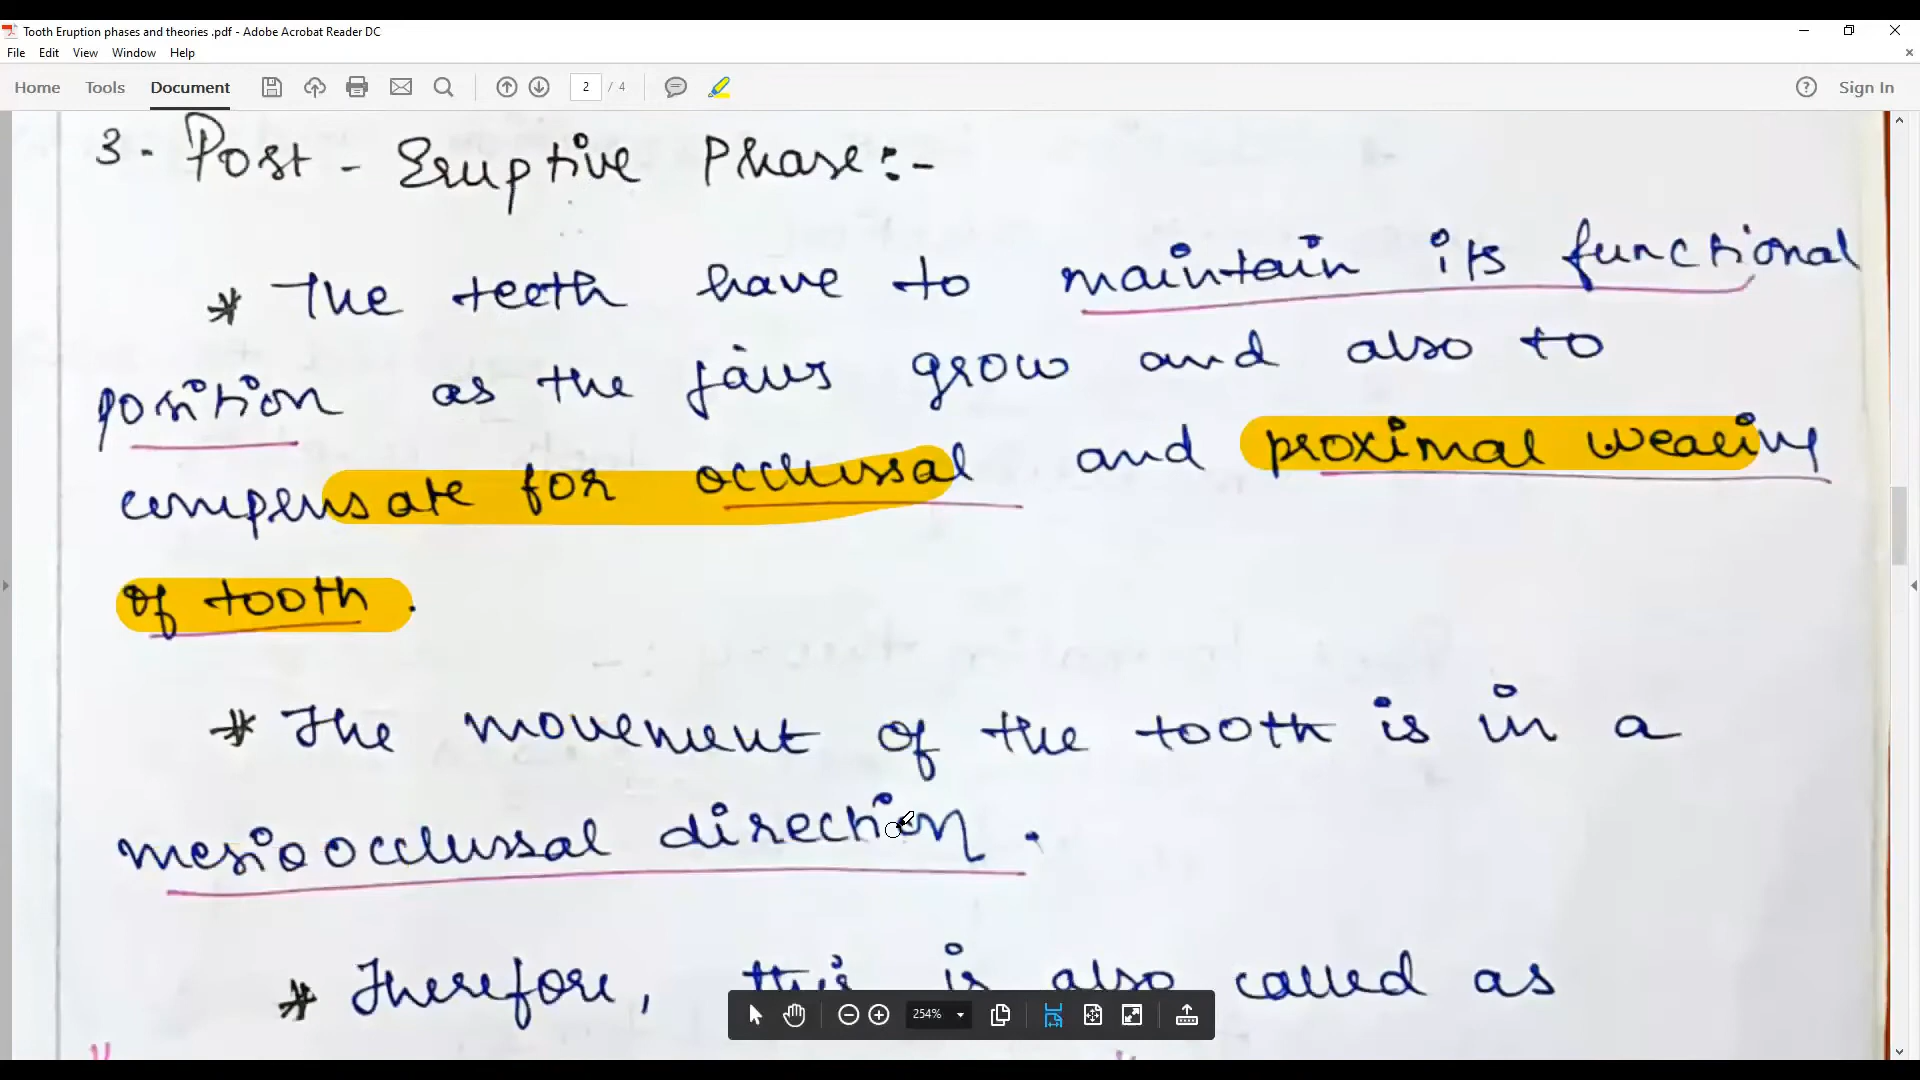 Tooth Eruption phases and theories .pdf - Adobe Acrobat Reader DC
File Edit View Window Help
Home Tools Document 2 / 4 Sign In
3. Post - Eruptive Phase:-
* The teeth have to maintain its functional
position as the jaws grow and also to
compensate for occlussal and proximal wearing
of tooth.
* The movement of the tooth is in a
mesioocclussal direction.
* Therefore, this is also called as
254%